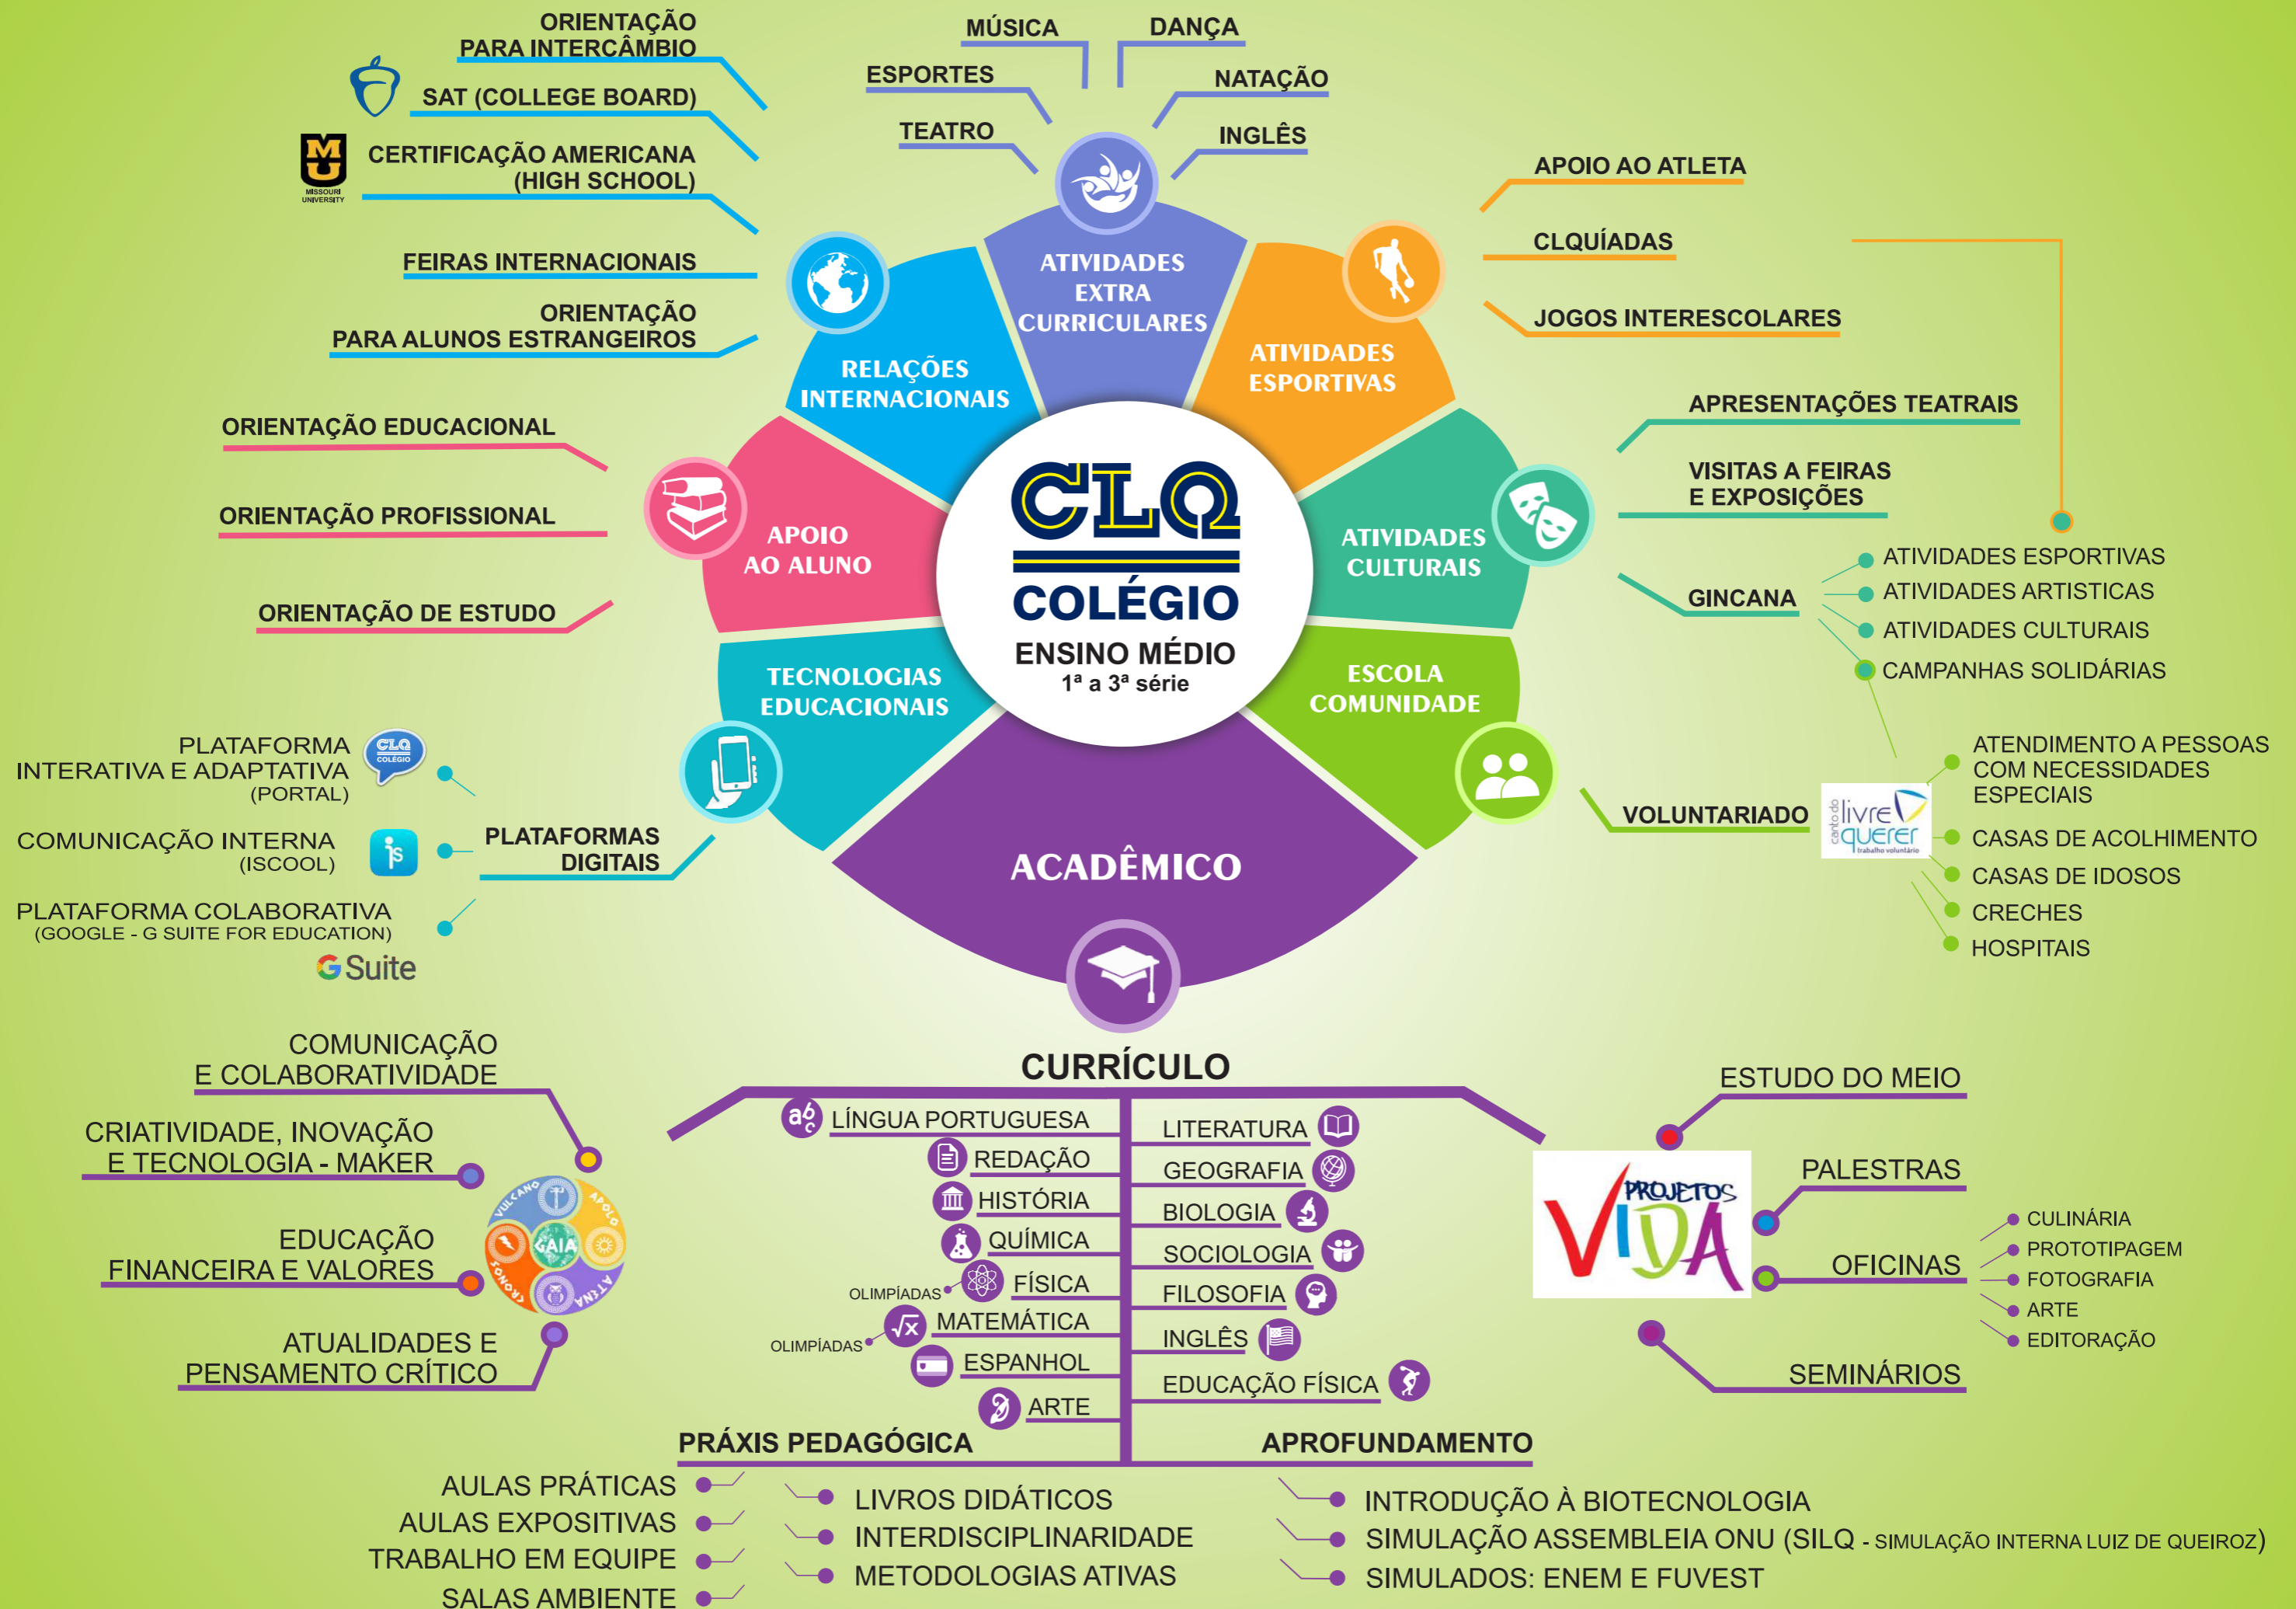 ORIENTAÇÃO
PARA INTERCÂMBIO
SAT (COLLEGE BOARD)
MU
MISSOURI
UNIVERSITY
CERTIFICAÇÃO AMERICANA
(HIGH SCHOOL)
FEIRAS INTERNACIONAIS
ORIENTAÇÃO
PARA ALUNOS ESTRANGEIROS
RELAÇÕES
INTERNACIONAIS
MÚSICA
DANÇA
ESPORTES
NATAÇÃO
TEATRO
INGLÊS
ATIVIDADES
EXTRA
CURRICULARES
APOIO AO ATLETA
CLQUÍADAS
JOGOS INTERESCOLARES
ATIVIDADES
ESPORTIVAS
ORIENTAÇÃO EDUCACIONAL
ORIENTAÇÃO PROFISSIONAL
ORIENTAÇÃO DE ESTUDO
APOIO
AO ALUNO
CLQ
COLÉGIO
ENSINO MÉDIO
1ª a 3ª série
ATIVIDADES
CULTURAIS
APRESENTAÇÕES TEATRAIS
VISITAS A FEIRAS
E EXPOSIÇÕES
GINCANA
ATIVIDADES ESPORTIVAS
ATIVIDADES ARTISTICAS
ATIVIDADES CULTURAIS
CAMPANHAS SOLIDÁRIAS
TECNOLOGIAS
EDUCACIONAIS
PLATAFORMA
INTERATIVA E ADAPTATIVA
(PORTAL)
CLQ
COLÉGIO
COMUNICAÇÃO INTERNA
(ISCOOL)
is
PLATAFORMA COLABORATIVA
(GOOGLE - G SUITE FOR EDUCATION)
G Suite
PLATAFORMAS
DIGITAIS
ESCOLA
COMUNIDADE
VOLUNTARIADO
canto do
livre
querer
trabalho voluntário
ATENDIMENTO A PESSOAS
COM NECESSIDADES
ESPECIAIS
CASAS DE ACOLHIMENTO
CASAS DE IDOSOS
CRECHES
HOSPITAIS
ACADÊMICO
CURRÍCULO
COMUNICAÇÃO
E COLABORATIVIDADE
CRIATIVIDADE, INOVAÇÃO
E TECNOLOGIA - MAKER
EDUCAÇÃO
FINANCEIRA E VALORES
ATUALIDADES E
PENSAMENTO CRÍTICO
VULCANO
APOLO
GAIA
CRONOS
ATENA
abc
LÍNGUA PORTUGUESA
REDAÇÃO
HISTÓRIA
QUÍMICA
OLIMPÍADAS
FÍSICA
OLIMPÍADAS
√x
MATEMÁTICA
ESPANHOL
ARTE
LITERATURA
GEOGRAFIA
BIOLOGIA
SOCIOLOGIA
FILOSOFIA
INGLÊS
EDUCAÇÃO FÍSICA
PROJETOS
VIDA
ESTUDO DO MEIO
PALESTRAS
OFICINAS
CULINÁRIA
PROTOTIPAGEM
FOTOGRAFIA
ARTE
EDITORAÇÃO
SEMINÁRIOS
PRÁXIS PEDAGÓGICA
AULAS PRÁTICAS
AULAS EXPOSITIVAS
TRABALHO EM EQUIPE
SALAS AMBIENTE
LIVROS DIDÁTICOS
INTERDISCIPLINARIDADE
METODOLOGIAS ATIVAS
APROFUNDAMENTO
INTRODUÇÃO À BIOTECNOLOGIA
SIMULAÇÃO ASSEMBLEIA ONU (SILQ - SIMULAÇÃO INTERNA LUIZ DE QUEIROZ)
SIMULADOS: ENEM E FUVEST